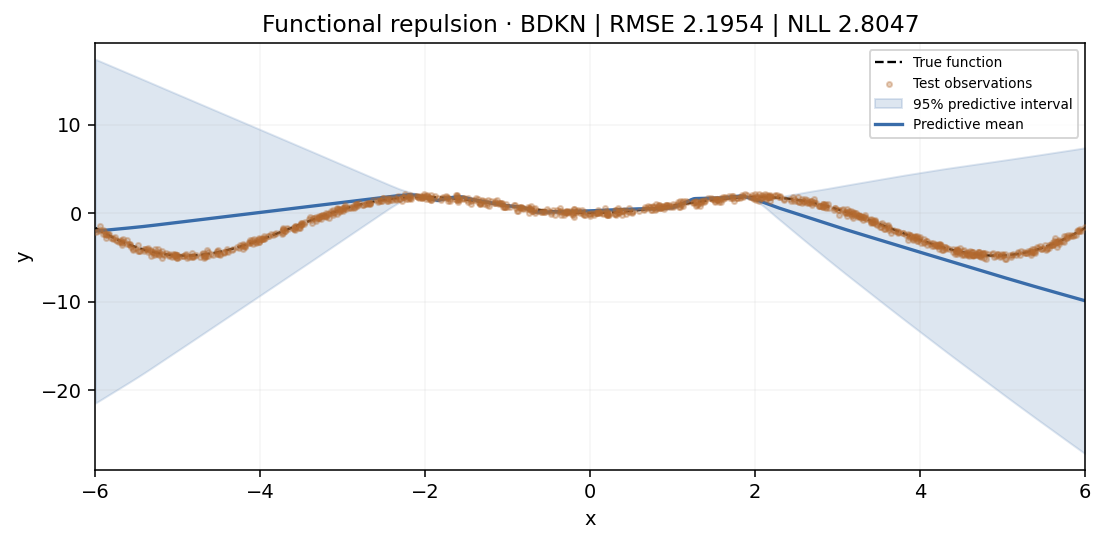 Functional repulsion · BDKN | RMSE 2.1954 | NLL 2.8047
True function
Test observations
95% predictive interval
Predictive mean
10
0
−10
−20
y
−6
−4
−2
0
2
4
6
x